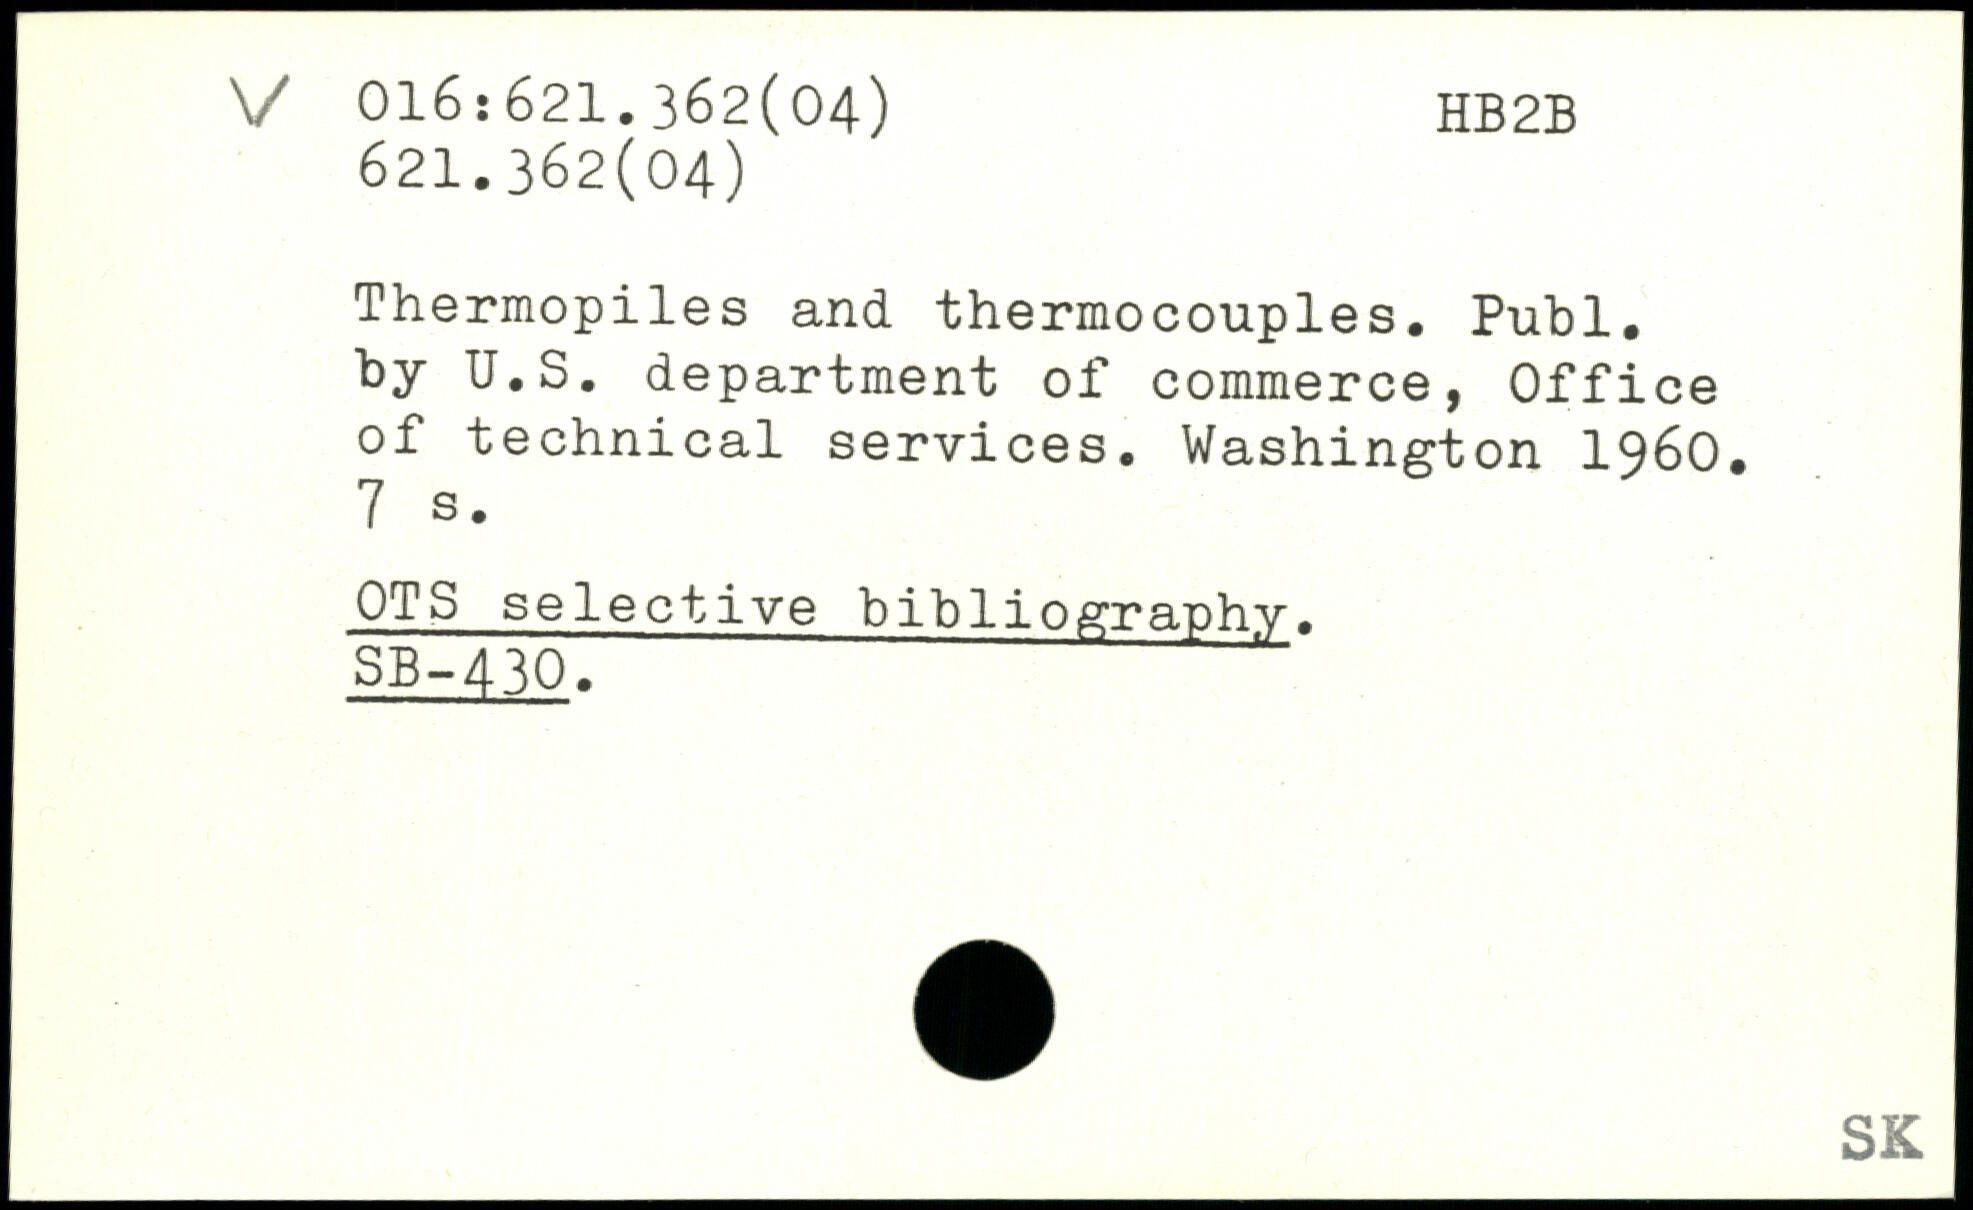 V 016:621.362(04) HB2B
621.362(04)
Thermopiles and thermocouples. Publ.
by U.S. department of commerce, Office
of technical services. Washington 1960.
7 s.
OTS selective bibliography.
SB-430.
SK